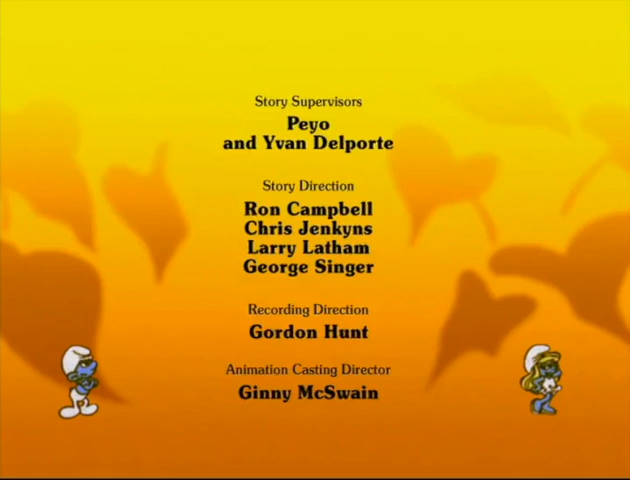 Story Supervisors
Peyo
and Yvan Delporte
Story Direction
Ron Campbell
Chris Jenkyns
Larry Latham
George Singer
Recording Direction
Gordon Hunt
Animation Casting Director
Ginny McSwain